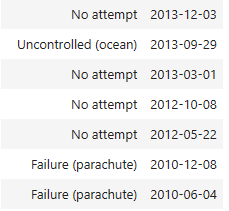 No attempt 2013-12-03
Uncontrolled (ocean) 2013-09-29
No attempt 2013-03-01
No attempt 2012-10-08
No attempt 2012-05-22
Failure (parachute) 2010-12-08
Failure (parachute) 2010-06-04